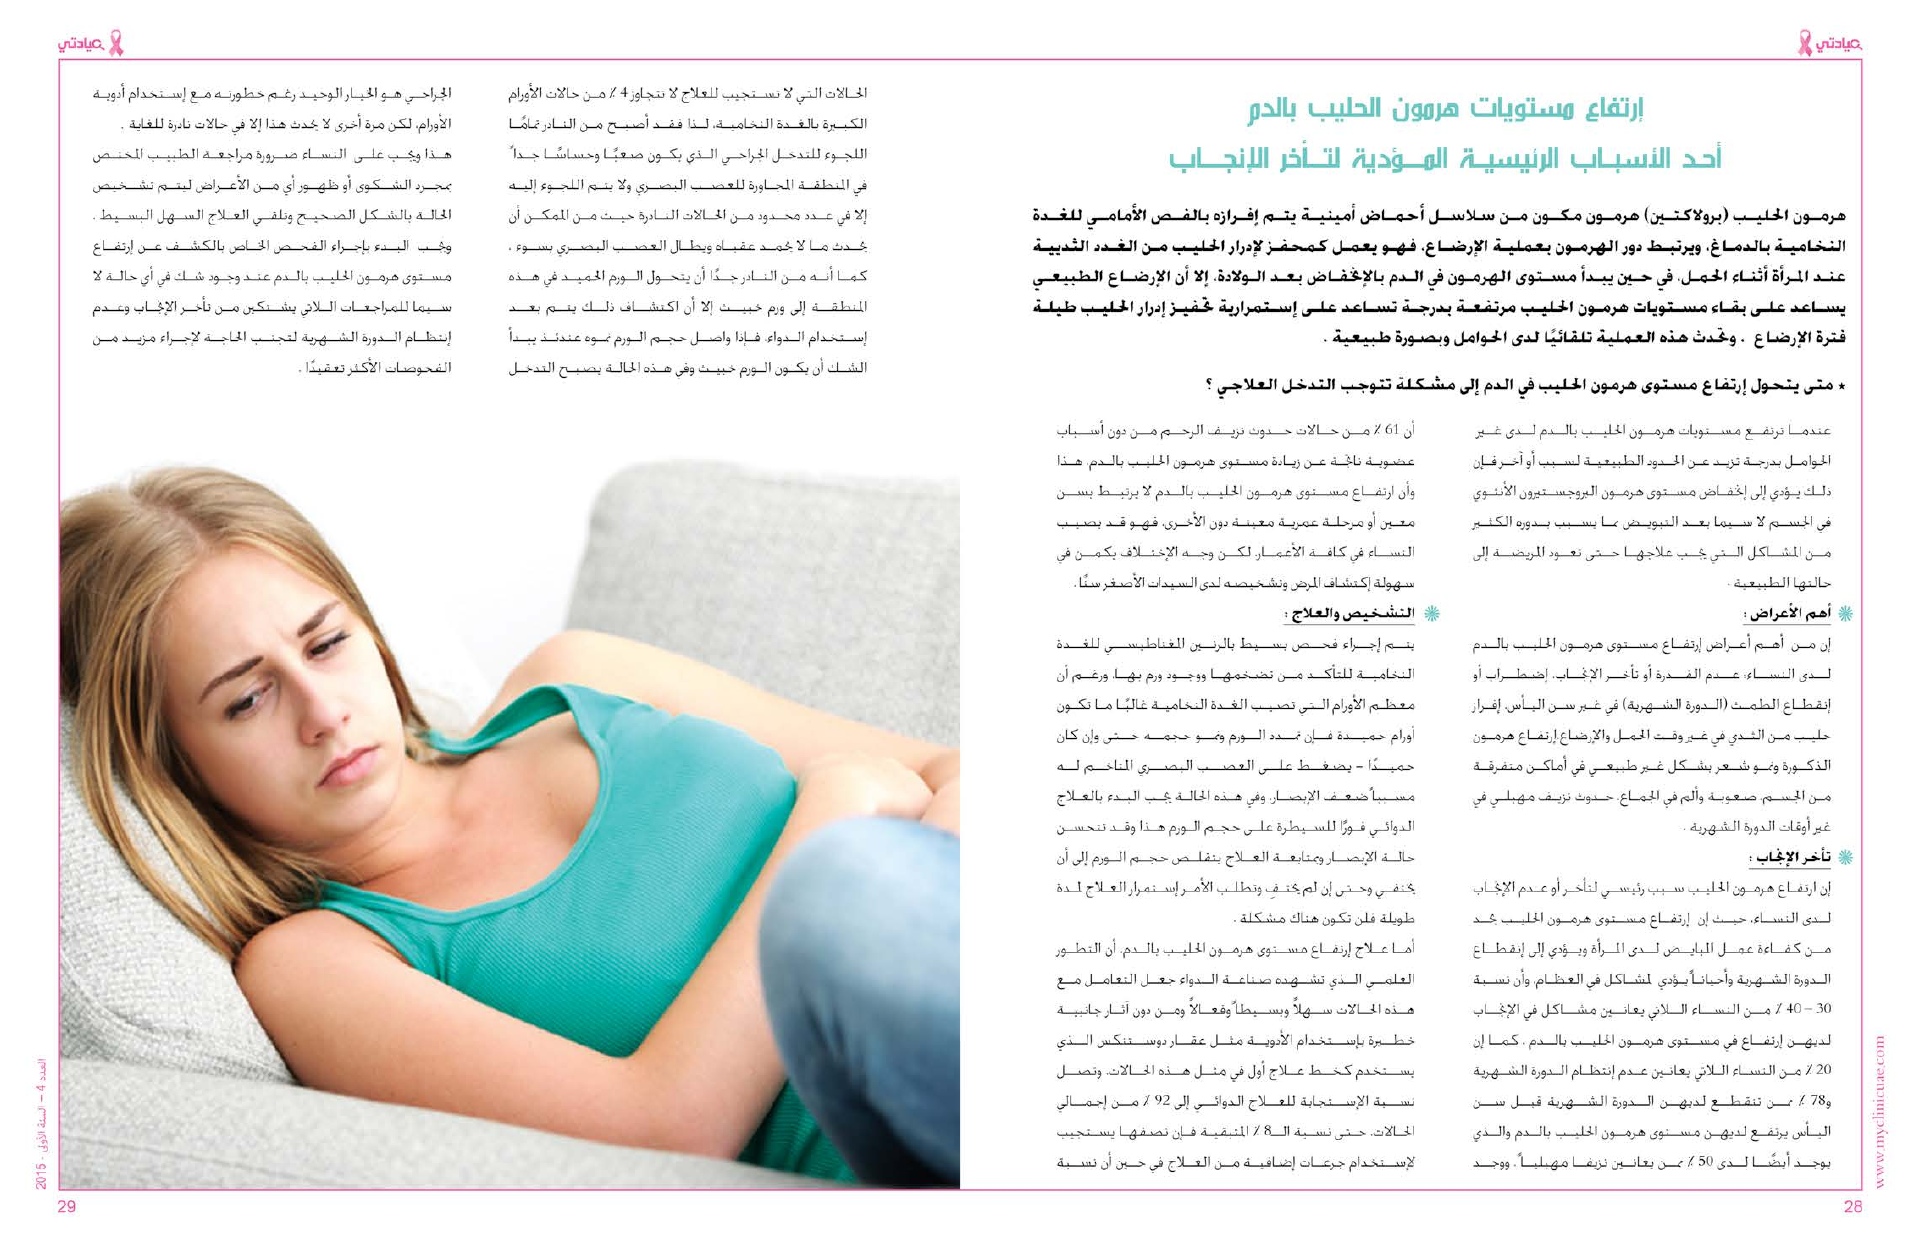 عيادتي
إرتفاع مستويات هرمون الحليب بالدم
أحد الأسباب الرئيسية المؤدية لتأخر الإنجاب
هرمون الحليب (برولاكتين) هرمون مكون من سلاسل أحماض أمينية يتم إفرازه بالفص الأمامي للغدة
النخامية بالدماغ، ويرتبط دور الهرمون بعملية الإرضاع، فهو يعمل كمحفز لإدرار الحليب من الغدد الثديية
عند المرأة أثناء الحمل، في حين يبدأ مستوى الهرمون في الدم بالإنخفاض بعد الولادة، إلا أن الإرضاع الطبيعي
يساعد على بقاء مستويات هرمون الحليب مرتفعة بدرجة تساعد على إستمرارية تحفيز إدرار الحليب طيلة
فترة الإرضاع . وتحدث هذه العملية تلقائيًا لدى الحوامل وبصورة طبيعية .
* متى يتحول إرتفاع مستوى هرمون الحليب في الدم إلى مشكلة تتوجب التدخل العلاجي ؟
عندما ترتفع مستويات هرمون الحليب بالدم لدى غير
الحوامل بدرجة تزيد عن الحدود الطبيعية لسبب أو آخر فإن
ذلك يؤدي إلى إنخفاض مستوى هرمون البروجستيرون الأنثوي
في الجسم لا سيما بعد التبويض مما يسبب بدوره الكثير
من المشاكل التي يجب علاجها حتى تعود المريضة إلى
حالتها الطبيعية .
أهم الأعراض :
إن من أهم أعراض إرتفاع مستوى هرمون الحليب بالدم
لدى النساء، عدم القدرة أو تأخر الإنجاب، إضطراب أو
إنقطاع الطمث (الدورة الشهرية) في غير سن اليأس، إفراز
حليب من الثدي في غير وقت الحمل والإرضاع،إرتفاع هرمون
الذكورة ونمو شعر بشكل غير طبيعي في أماكن متفرقة
من الجسم، صعوبة وألم في الجماع، حدوث نزيف مهبلي في
غير أوقات الدورة الشهرية .
تأخر الإنجاب :
إن ارتفاع هرمون الحليب سبب رئيسي لتأخر أو عدم الإنجاب
لدى النساء، حيث إن إرتفاع مستوى هرمون الحليب يحد
من كفاءة عمل المبايض لدى المرأة ويؤدي إلى إنقطاع
الدورة الشهرية وأحياناً يؤدي لمشاكل في العظام، وأن نسبة
30 – 40 ٪ من النساء اللاتي يعانين مشاكل في الإنجاب
لديهن إرتفاع في مستوى هرمون الحليب بالدم . كما إن
20 ٪ من النساء اللاتي يعانين عدم إنتظام الدورة الشهرية
و78 ٪ ممن تنقطع لديهن الدورة الشهرية قبل سن
اليأس يرتفع لديهن مستوى هرمون الحليب بالدم والذي
يوجد أيضًا لدى 50 ٪ ممن يعانين نزيفا مهبلياً، ووجد
أن 61 ٪ من حالات حدوث نزيف الرحم من دون أسباب
عضوية ناتجة عن زيادة مستوى هرمون الحليب بالدم، هذا
وأن ارتفاع مستوى هرمون الحليب بالدم لا يرتبط بسن
معين أو مرحلة عمرية معينة دون الأخرى، فهو قد يصيب
النساء في كافة الأعمار، لكن وجه الإختلاف يكمن في
سهولة إكتشاف المرض وتشخيصه لدى السيدات الأصغر سنًا .
التشخيص والعلاج :
يتم إجراء فحص بسيط بالرنين المغناطيسي للغدة
النخامية للتأكد من تضخمها ووجود ورم بها، ورغم أن
معظم الأورام التي تصيب الغدة النخامية غالبًا ما تكون
أورام حميدة فإن تمدد الورم ونمو حجمه حتى وإن كان
حميدًا – يضغط على العصب البصري المتاخم له
مسبباً ضعف الإبصار، وفي هذه الحالة يجب البدء بالعلاج
الدوائي فورًا للسيطرة على حجم الورم هذا وقد تتحسن
حالة الإبصار وبمتابعة العلاج يتقلص حجم الورم إلى أن
يختفي وحتى إن لم يختفِ وتطلب الأمر إستمرار العلاج لمدة
طويلة فلن تكون هناك مشكلة .
أما علاج إرتفاع مستوى هرمون الحليب بالدم، أن التطور
العلمي الذي تشهده صناعة الدواء جعل التعامل مع
هذه الحالات سهلاً وبسيطاً وفعالاً ومن دون آثار جانبية
خطيرة بإستخدام الأدوية مثل عقار دوستنكس الذي
يستخدم كخط علاج أول في مثل هذه الحالات، وتصل
نسبة الإستجابة للعلاج الدوائي إلى 92 ٪ من إجمالي
الحالات، حتى نسبة الـ8 ٪ المتبقية فإن نصفها يستجيب
لإستخدام جرعات إضافية من العلاج في حين أن نسبة
www.myclinicuae.com
28
عيادتي
الحالات التي لا تستجيب للعلاج لا تتجاوز 4 ٪ من حالات الأورام
الكبيرة بالغدة النخامية، لذا فقد أصبح من النادر تمامًا
اللجوء للتدخل الجراحي الذي يكون صعبًا وحساسًا جداً
في المنطقة المجاورة للعصب البصري ولا يتم اللجوء إليه
إلا في عدد محدود من الحالات النادرة حيث من الممكن أن
يحدث ما لا يحمد عقباه ويطال العصب البصري بسوء .
كما أنه من النادر جدًا أن يتحول الورم الحميد في هذه
المنطقة إلى ورم خبيث إلا أن اكتشاف ذلك يتم بعد
إستخدام الدواء، فإذا واصل حجم الورم نموه عندئذ يبدأ
الشك أن يكون الورم خبيث وفي هذه الحالة يصبح التدخل
الجراحي هو الخيار الوحيد رغم خطورته مع إستخدام أدوية
الأورام، لكن مرة أخرى لا يحدث هذا إلا في حالات نادرة للغاية .
هذا ويجب على النساء ضرورة مراجعة الطبيب المختص
بمجرد الشكوى أو ظهور أي من الأعراض ليتم تشخيص
الحالة بالشكل الصحيح وتلقي العلاج السهل البسيط .
ويجب البدء بإجراء الفحص الخاص بالكشف عن إرتفاع
مستوى هرمون الحليب بالدم عند وجود شك في أي حالة لا
سيما للمراجعات اللاتي يشتكين من تأخر الإنجاب وعدم
إنتظام الدورة الشهرية لتجنب الحاجة لإجراء مزيد من
الفحوصات الأكثر تعقيدًا .
العدد 4 – السنة الأولى - 2015
29